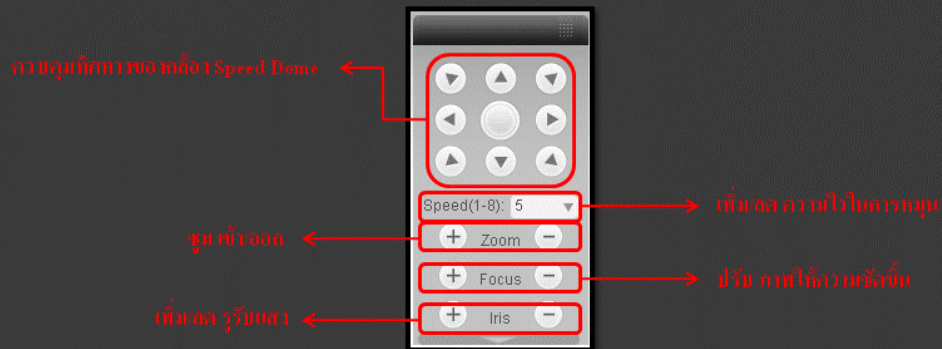 ควบคุมทิศทางของกล้อง Speed Dome
Speed(1-8): 5
เพิ่ม/ลด ความไวในการหมุน
ซูม เข้า/ออก
+ Zoom -
+ Focus -
ปรับ ภาพให้ความชัดขึ้น
เพิ่ม/ลด รูรับแสง
+ Iris -